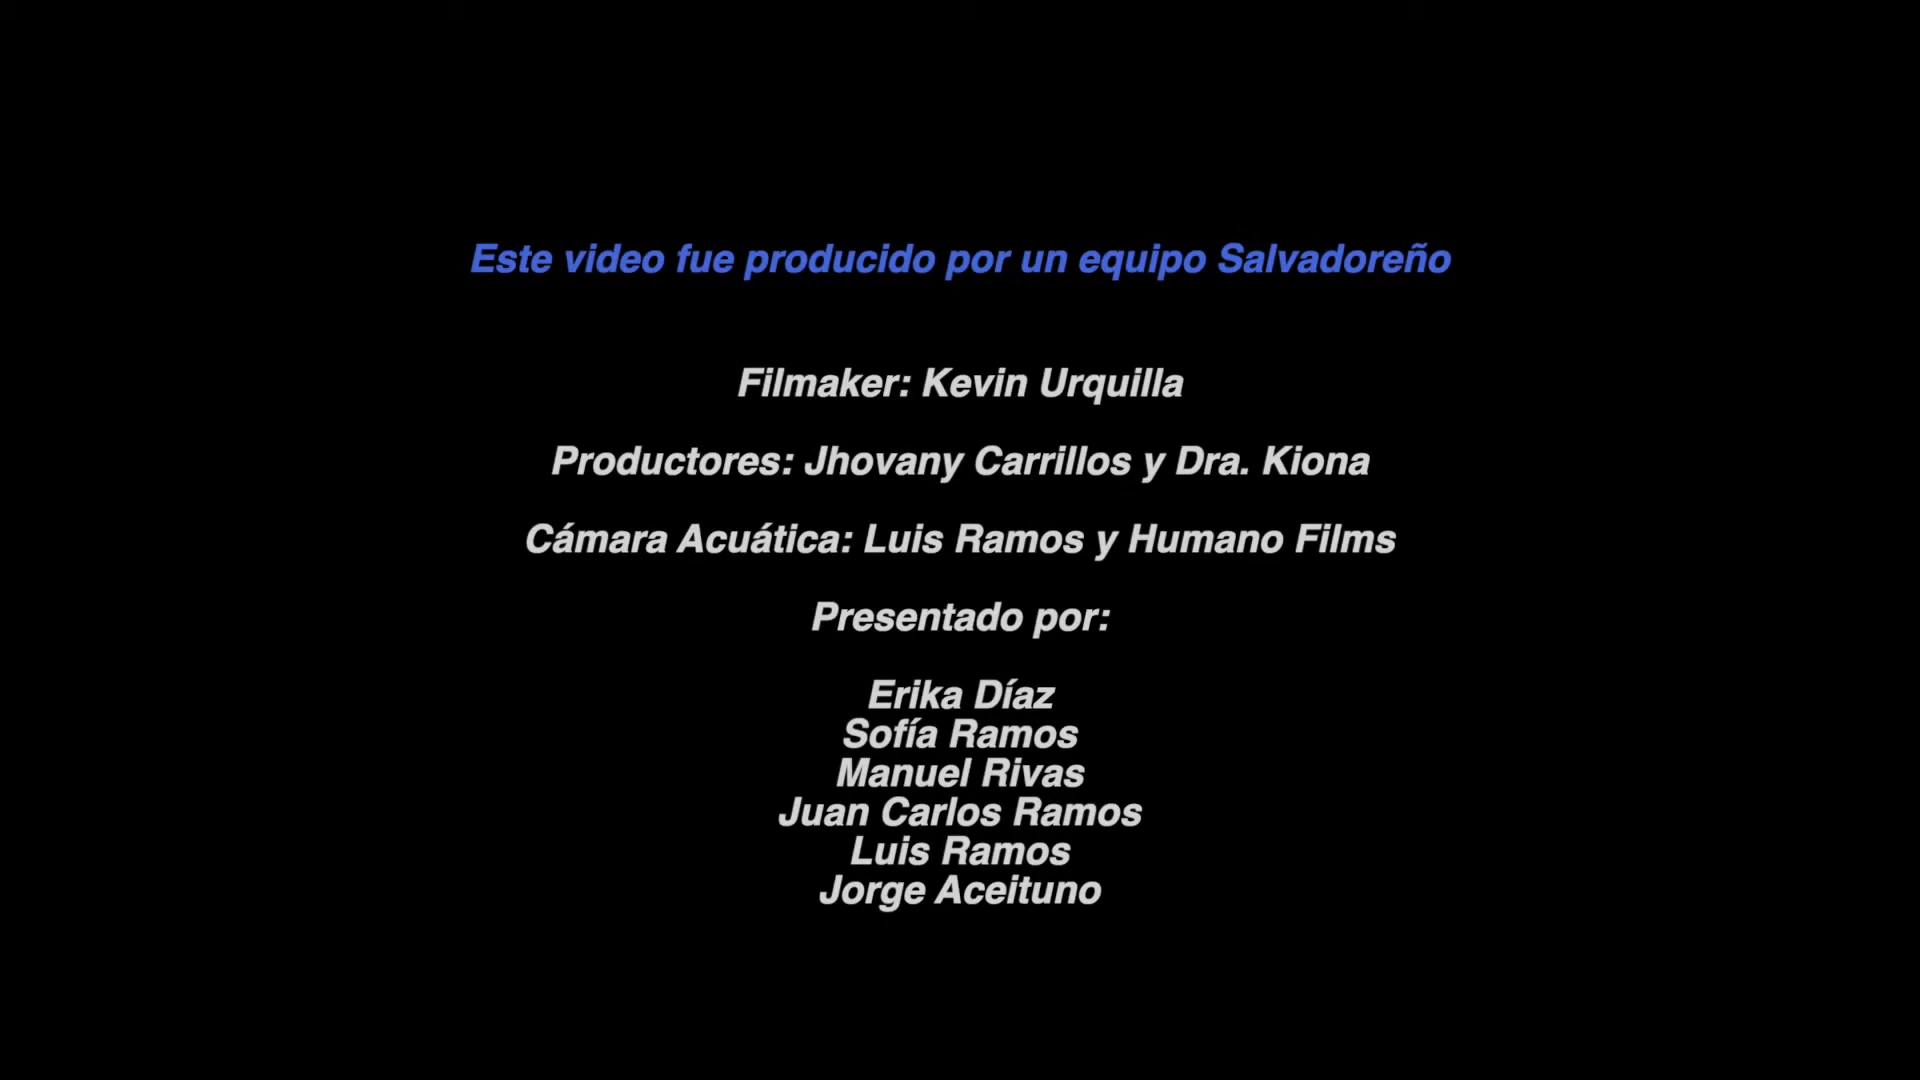 Este video fue producido por un equipo Salvadoreño
Filmaker: Kevin Urquilla
Productores: Jhovany Carrillos y Dra. Kiona
Cámara Acuática: Luis Ramos y Humano Films
Presentado por:
Erika Díaz
Sofía Ramos
Manuel Rivas
Juan Carlos Ramos
Luis Ramos
Jorge Aceituno